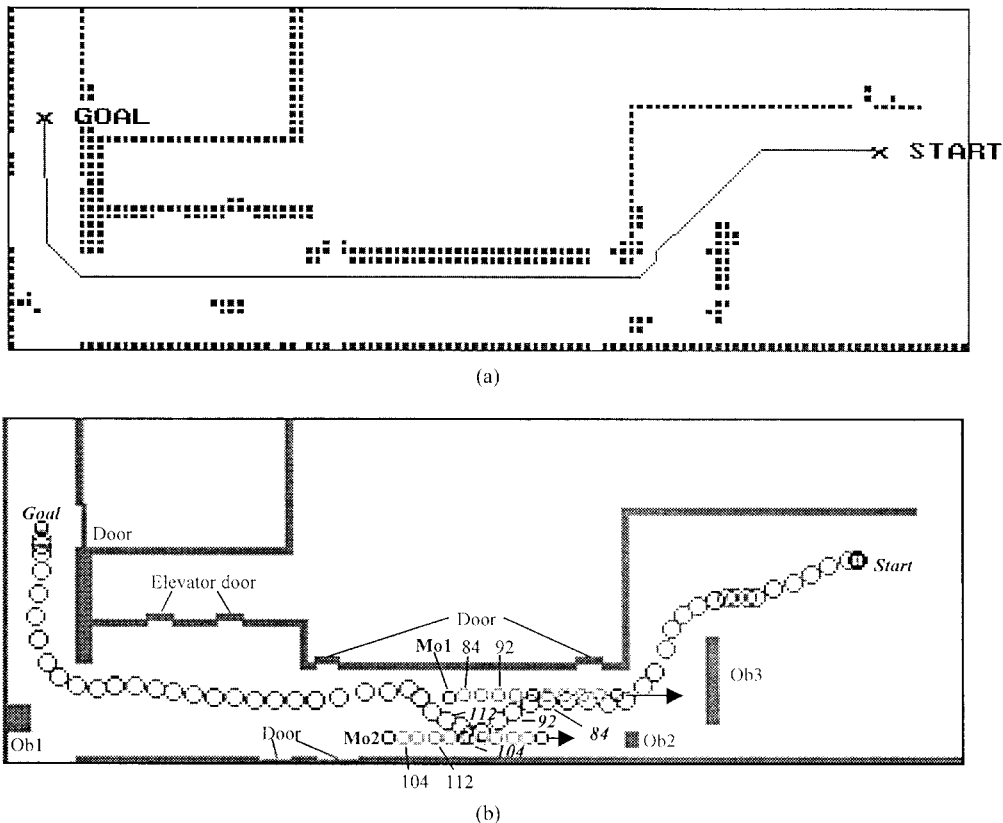 GOAL
START
(a)
Goal
Door
Elevator door
Start
Door
Mo1 84 92
Ob3
112 92 84
Ob1
Door
Mo2
104
Ob2
104 112
(b)